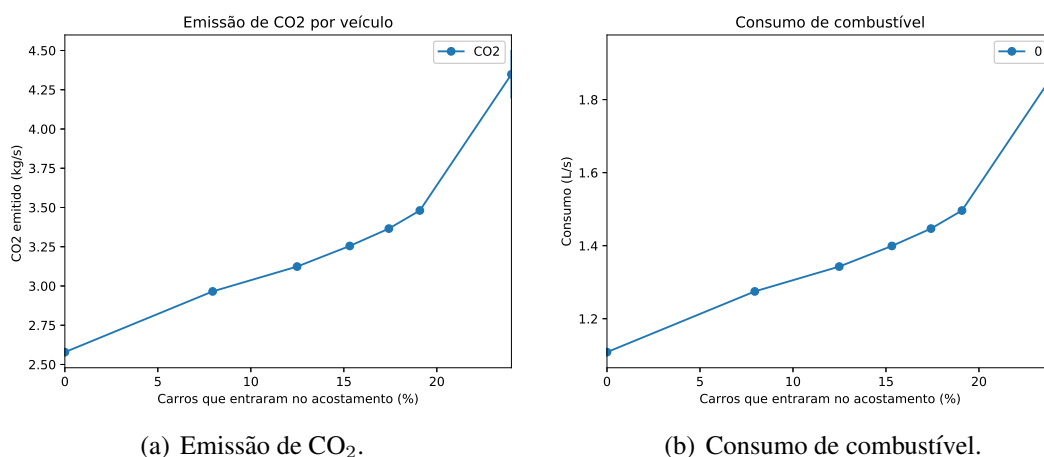 Emissão de CO2 por veículo
CO2
CO2 emitido (kg/s)
4.50
4.25
4.00
3.75
3.50
3.25
3.00
2.75
2.50
0 5 10 15 20
Carros que entraram no acostamento (%)
(a) Emissão de CO₂.
Consumo de combustível
0
Consumo (L/s)
1.8
1.6
1.4
1.2
0 5 10 15 20
Carros que entraram no acostamento (%)
(b) Consumo de combustível.